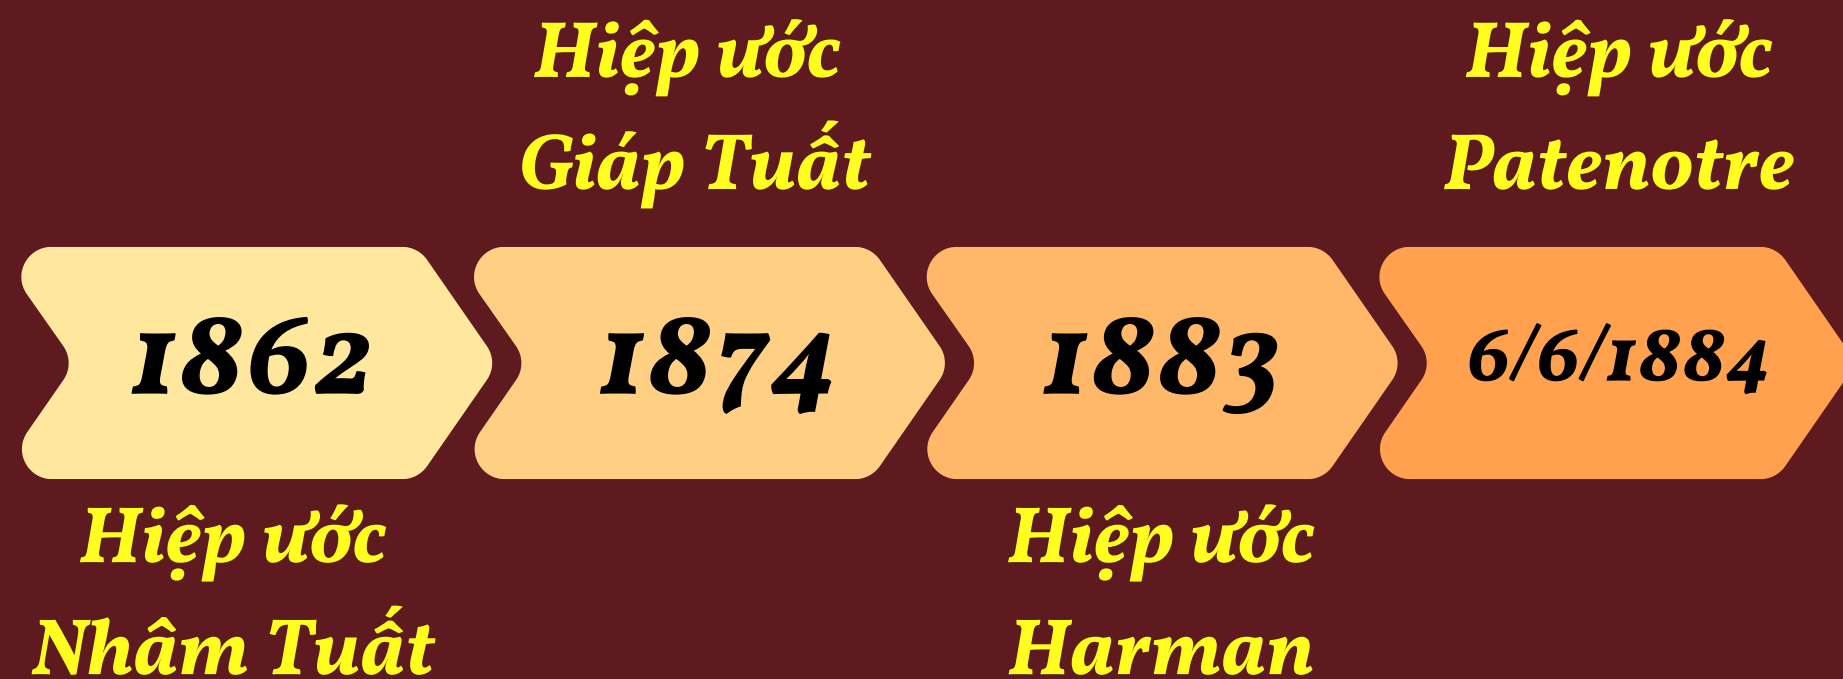 Hiệp ước
Giáp Tuất
Hiệp ước
Patenotre
1862
1874
1883
6/6/1884
Hiệp ước
Nhâm Tuất
Hiệp ước
Harman